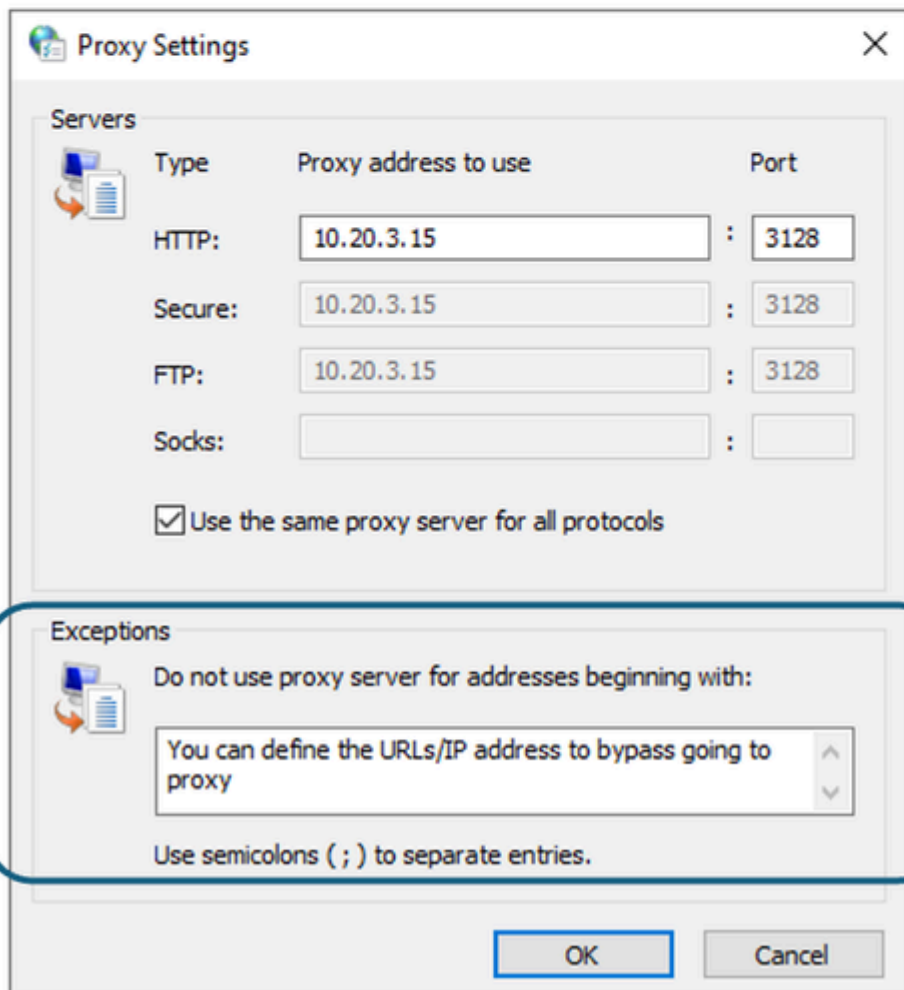 Proxy Settings
Servers
Type Proxy address to use Port
HTTP: 10.20.3.15 : 3128
Secure: 10.20.3.15 : 3128
FTP: 10.20.3.15 : 3128
Socks: :
Use the same proxy server for all protocols
Exceptions
Do not use proxy server for addresses beginning with:
You can define the URLs/IP address to bypass going to
proxy
Use semicolons ( ; ) to separate entries.
OK Cancel